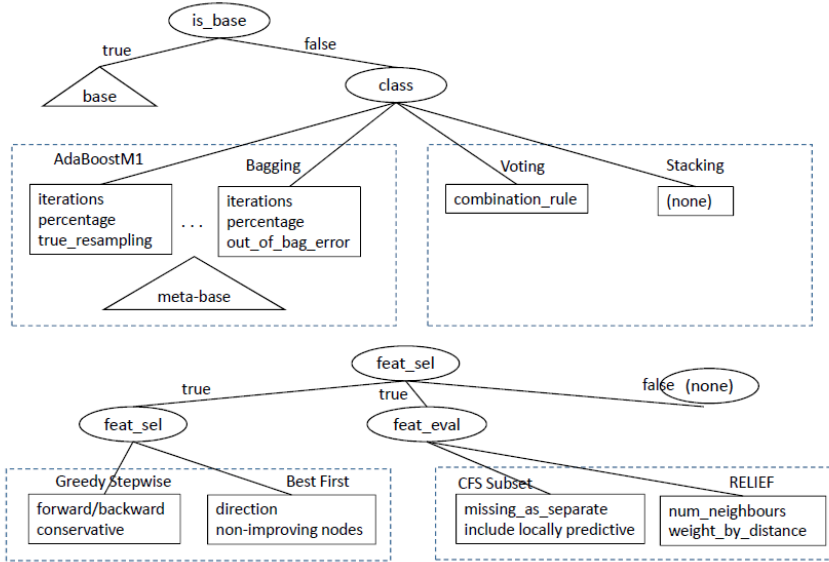 is_base
true
false
base
class
AdaBoostM1
Bagging
Voting
Stacking
iterations
percentage
true_resampling
. . .
iterations
percentage
out_of_bag_error
combination_rule
(none)
meta-base
feat_sel
true
true
false
(none)
feat_sel
feat_eval
Greedy Stepwise
Best First
CFS Subset
RELIEF
forward/backward
conservative
direction
non-improving nodes
missing_as_separate
include locally predictive
num_neighbours
weight_by_distance